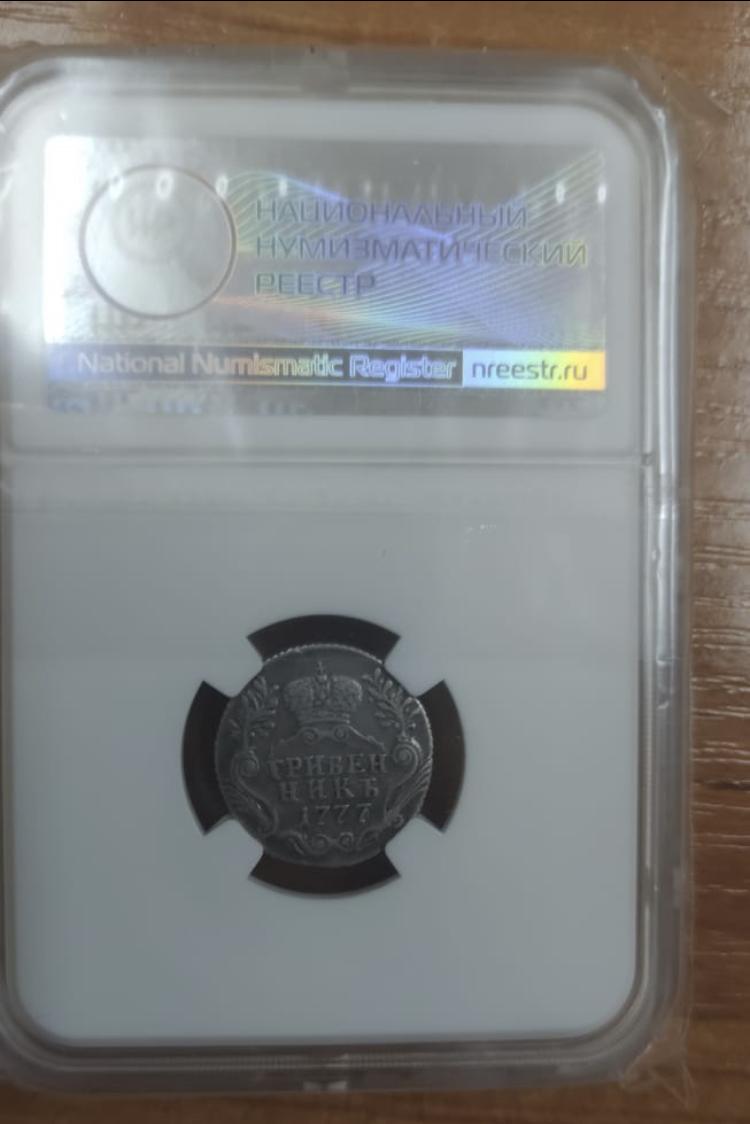 НАЦИОНАЛЬНЫЙ
НУМИЗМАТИЧЕСКИЙ
РЕЕСТР
National Numismatic Register nreestr.ru
ГРИВЕН
НИКЪ
1777